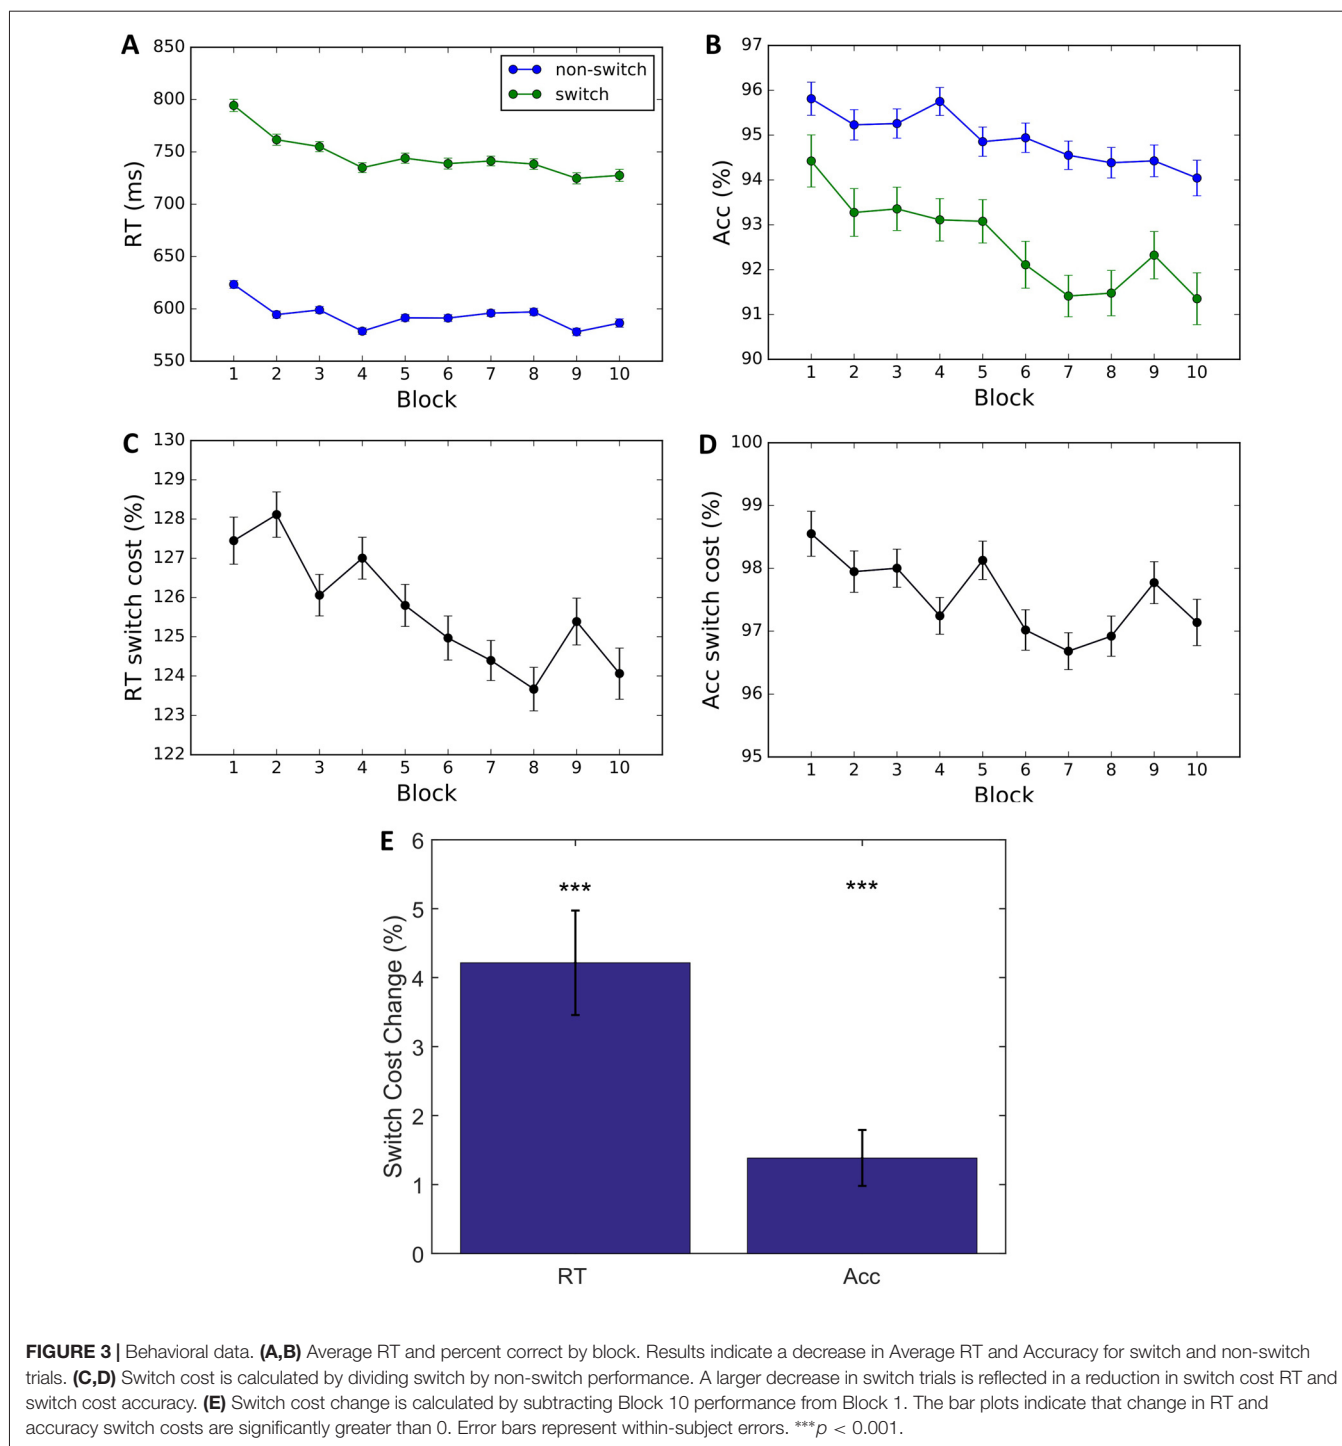 A
850
800
750
700
650
600
550
RT (ms)
non-switch
switch
1 2 3 4 5 6 7 8 9 10
Block
B
97
96
95
94
93
92
91
90
Acc (%)
1 2 3 4 5 6 7 8 9 10
Block
C
130
129
128
127
126
125
124
123
122
RT switch cost (%)
1 2 3 4 5 6 7 8 9 10
Block
D
100
99
98
97
96
95
Acc switch cost (%)
1 2 3 4 5 6 7 8 9 10
Block
E
6
5
4
3
2
1
0
Switch Cost Change (%)
*** ***
RT Acc
FIGURE 3 | Behavioral data. (A,B) Average RT and percent correct by block. Results indicate a decrease in Average RT and Accuracy for switch and non-switch
trials. (C,D) Switch cost is calculated by dividing switch by non-switch performance. A larger decrease in switch trials is reflected in a reduction in switch cost RT and
switch cost accuracy. (E) Switch cost change is calculated by subtracting Block 10 performance from Block 1. The bar plots indicate that change in RT and
accuracy switch costs are significantly greater than 0. Error bars represent within-subject errors. ***p < 0.001.